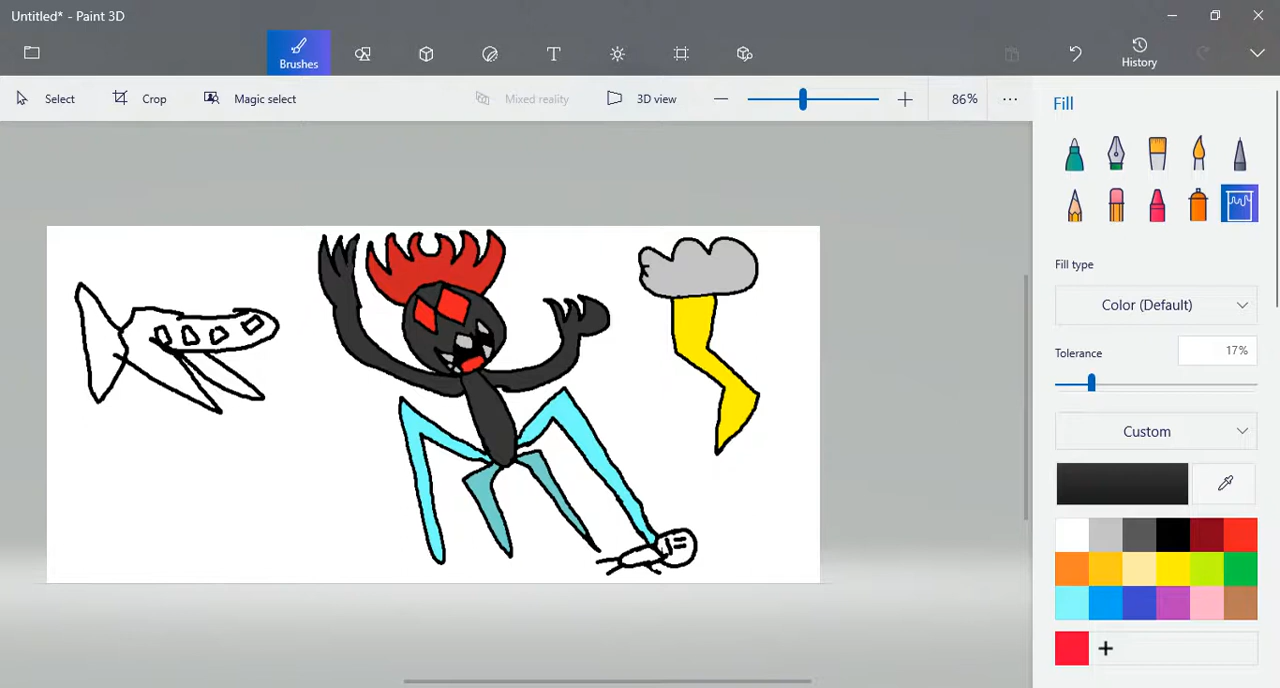 Untitled* - Paint 3D
Brushes
History
Select
Crop
Magic select
Mixed reality
3D view
86%
Fill
Fill type
Color (Default)
Tolerance
17%
Custom